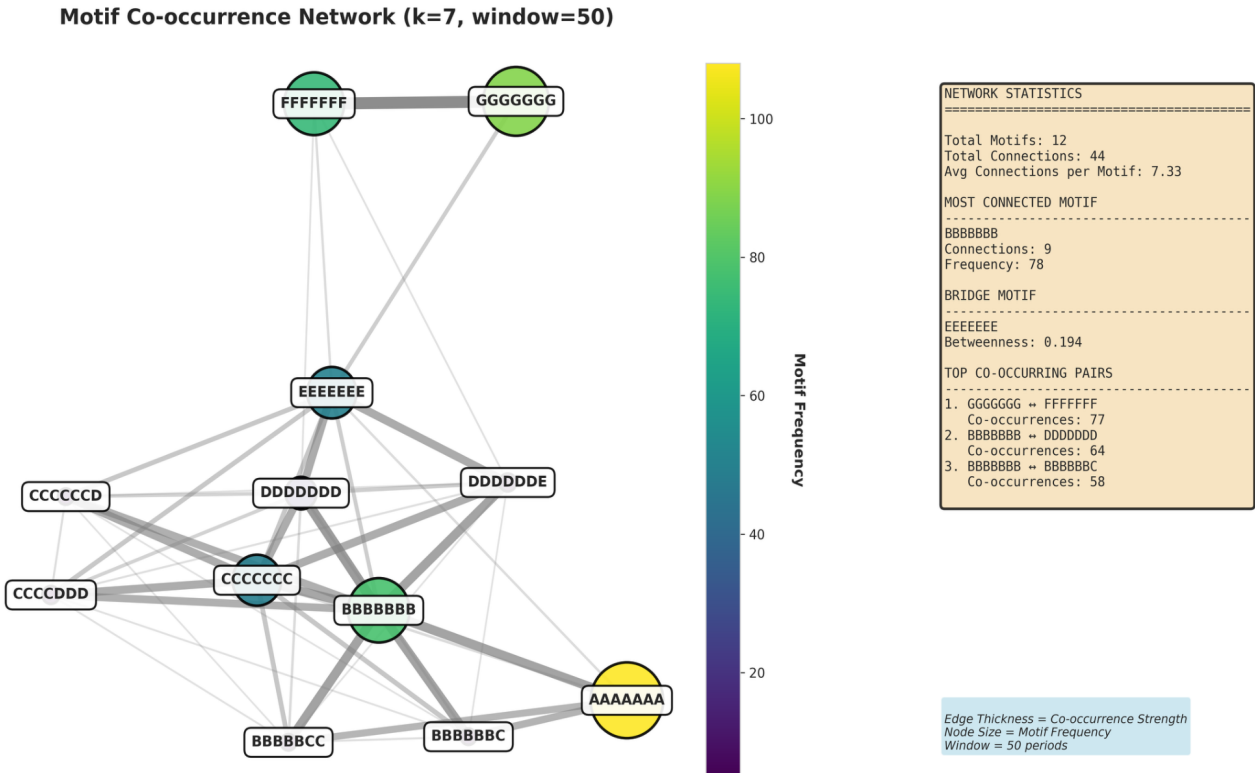 Motif Co-occurrence Network (k=7, window=50)
FFFFFFF
GGGGGGG
EEEEEEE
CCCCCCD
DDDDDDD
DDDDDDE
CCCCCCC
CCCCDDD
BBBBBBB
AAAAAAA
BBBBBCC
BBBBBBC
100
80
60
40
20
Motif Frequency
NETWORK STATISTICS
========================================
Total Motifs: 12
Total Connections: 44
Avg Connections per Motif: 7.33
MOST CONNECTED MOTIF
----------------------------------------
BBBBBBB
Connections: 9
Frequency: 78
BRIDGE MOTIF
----------------------------------------
EEEEEEE
Betweenness: 0.194
TOP CO-OCCURRING PAIRS
----------------------------------------
1. GGGGGGG ↔ FFFFFFF
Co-occurrences: 77
2. BBBBBBB ↔ DDDDDDD
Co-occurrences: 64
3. BBBBBBB ↔ BBBBBBC
Co-occurrences: 58
Edge Thickness = Co-occurrence Strength
Node Size = Motif Frequency
Window = 50 periods